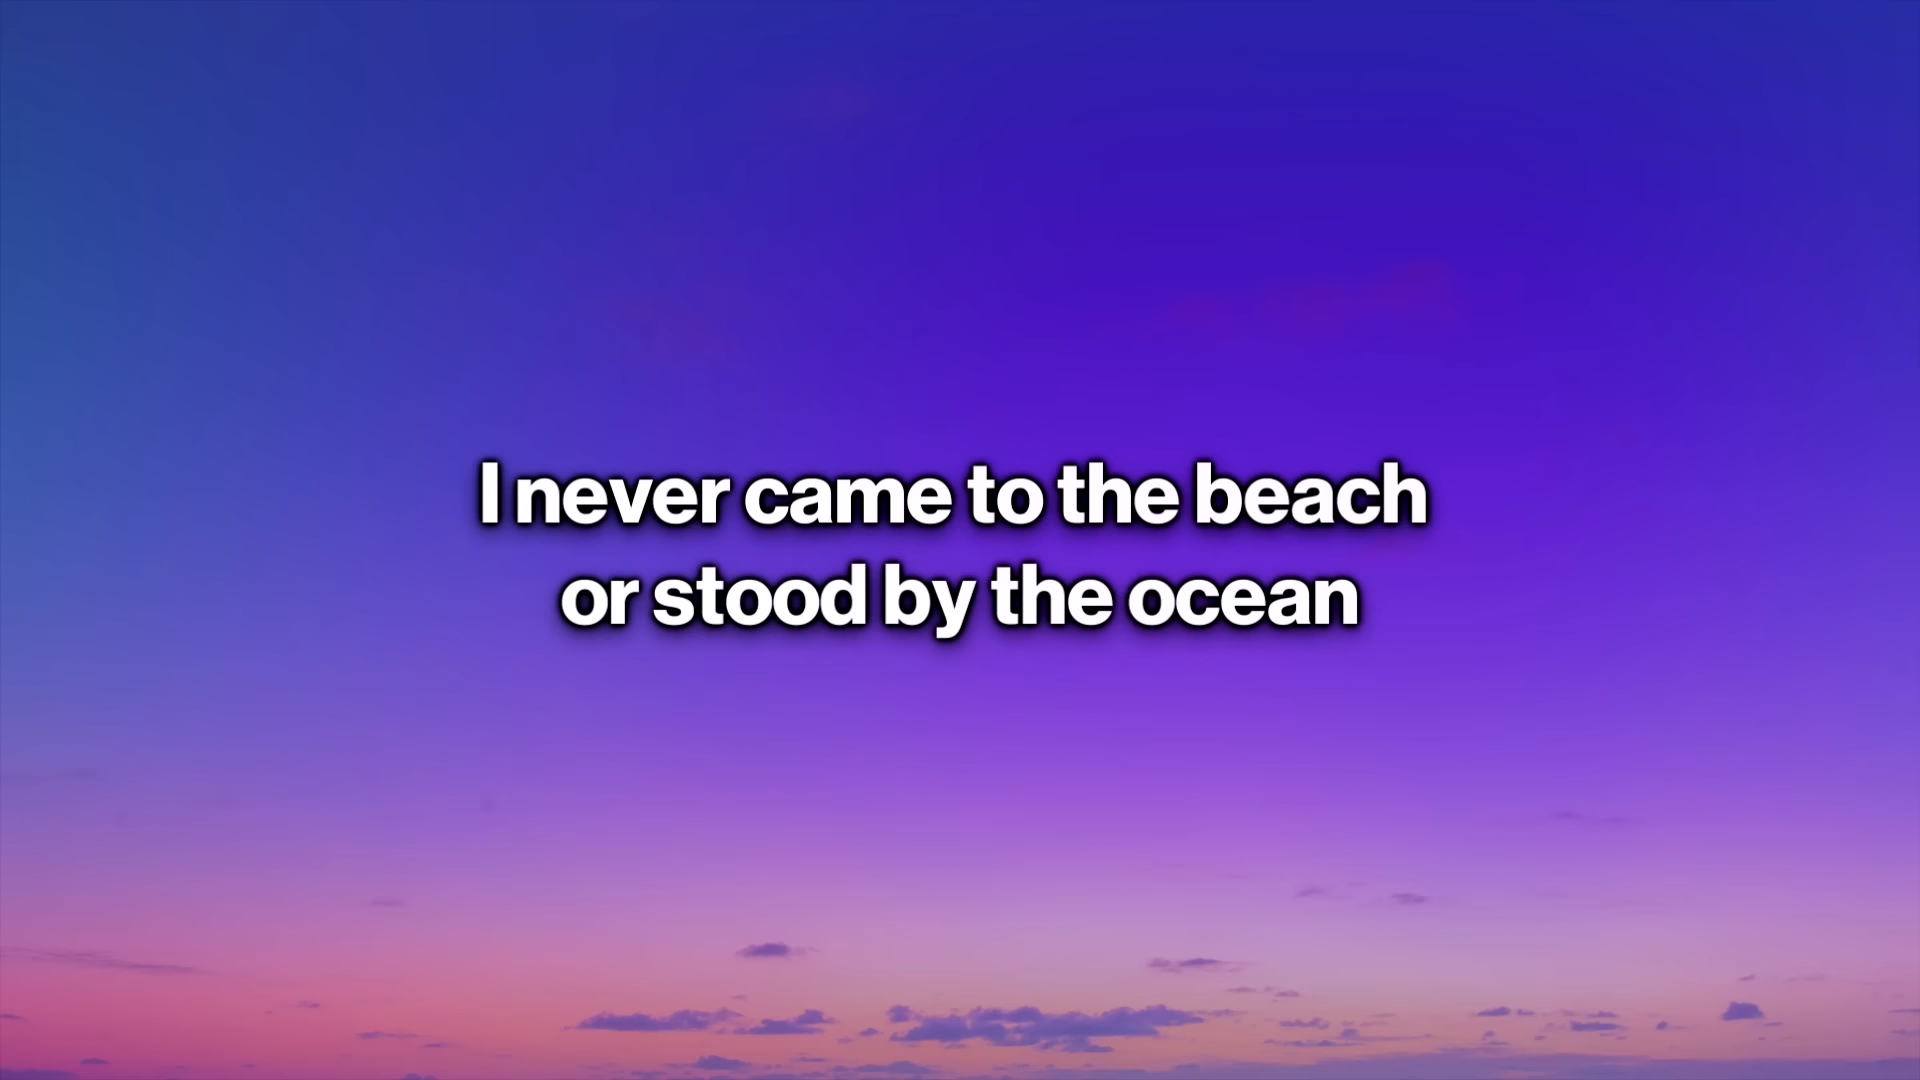 I never came to the beach
or stood by the ocean